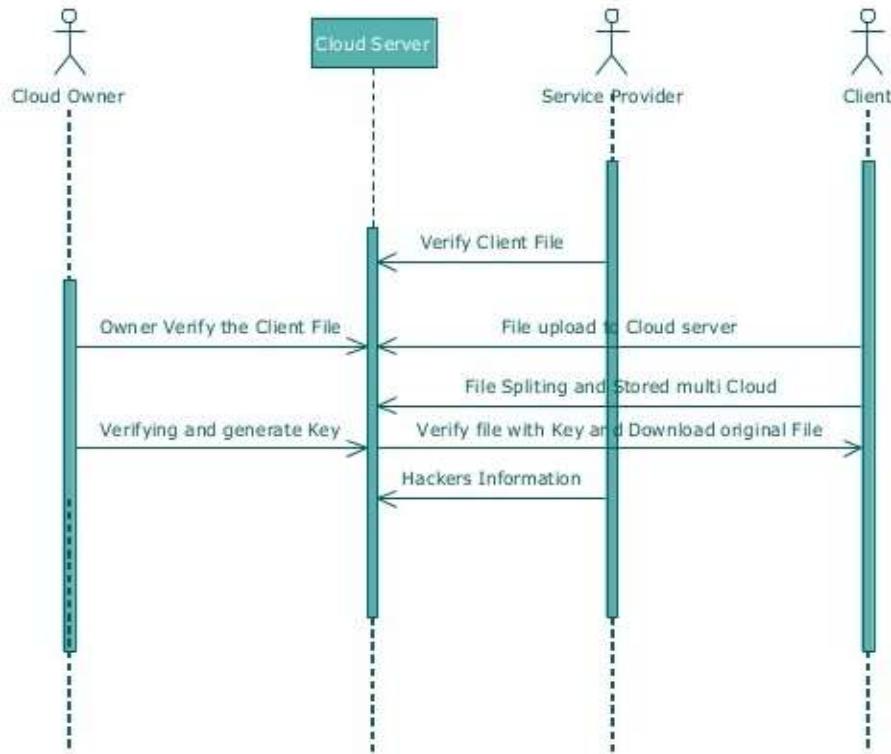 Cloud Server
Cloud Owner
Service Provider
Client
Verify Client File
Owner Verify the Client File
File upload to Cloud server
File Spliting and Stored multi Cloud
Verifying and generate Key
Verify file with Key and Download original File
Hackers Information